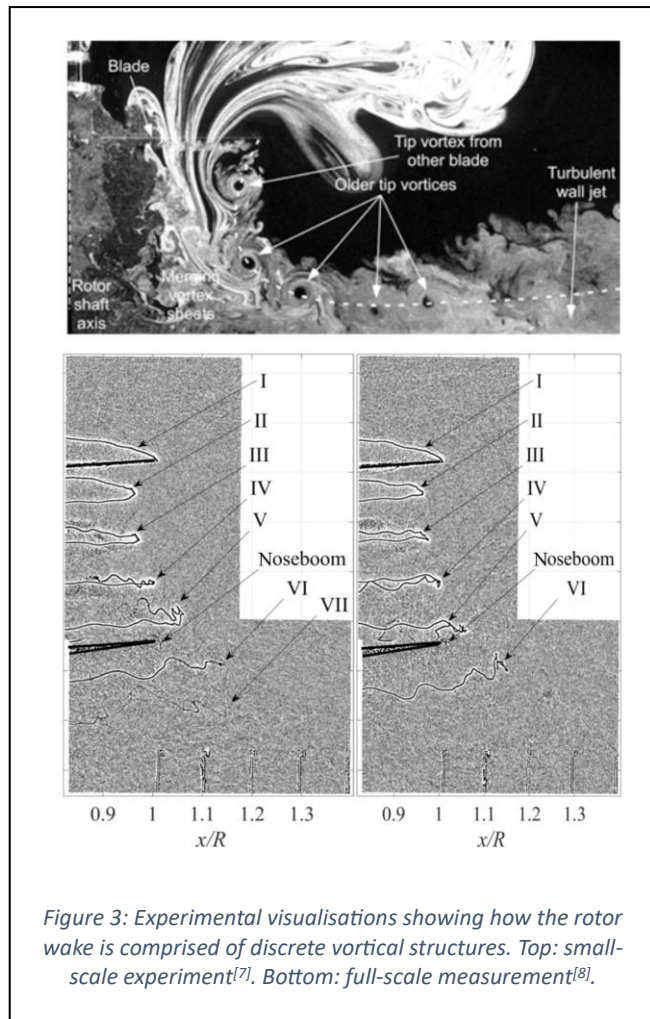 Blade
Tip vortex from
other blade
Older tip vortices
Turbulent
wall jet
Rotor
shaft
axis
Merging
vortex
sheets
I
II
III
IV
V
Noseboom
VI
VII
0.9 1 1.1 1.2 1.3
x/R
I
II
III
IV
V
Noseboom
VI
0.9 1 1.1 1.2 1.3
x/R
Figure 3: Experimental visualisations showing how the rotor
wake is comprised of discrete vortical structures. Top: small-
scale experiment[7]. Bottom: full-scale measurement[8].